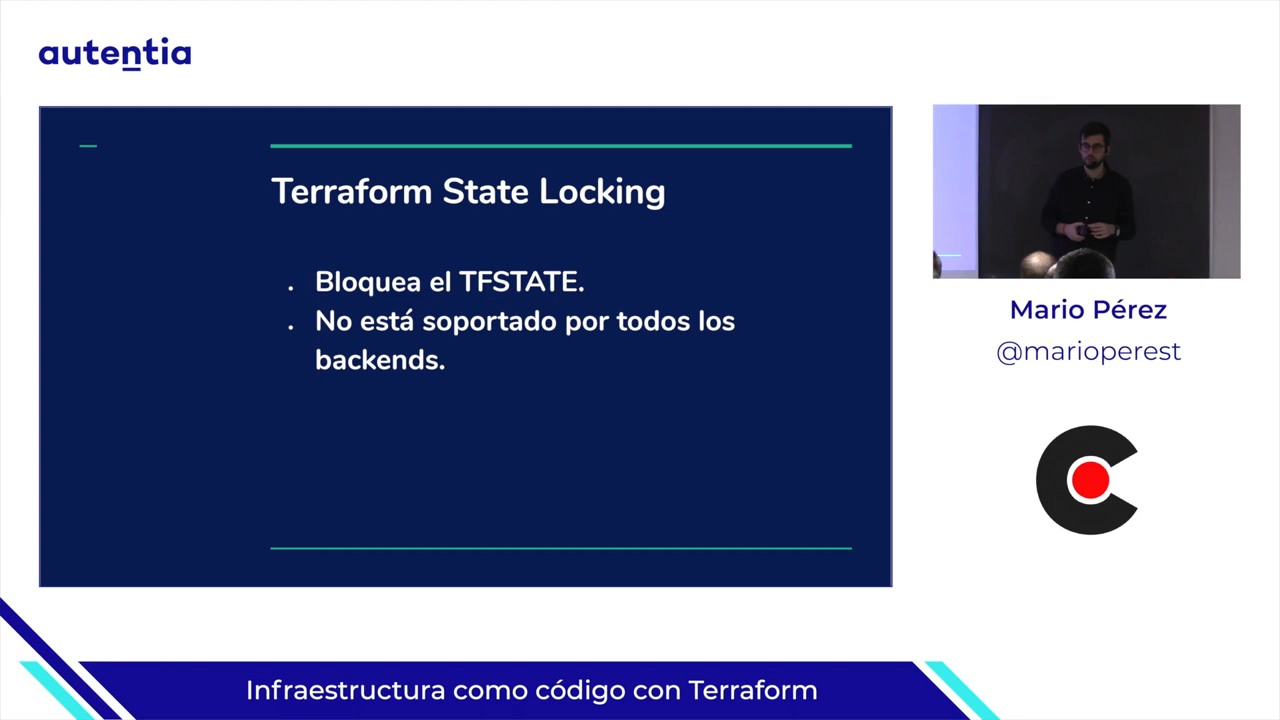 autentia
Terraform State Locking
. Bloquea el TFSTATE.
. No está soportado por todos los
backends.
Mario Pérez
@marioperest
Infraestructura como código con Terraform